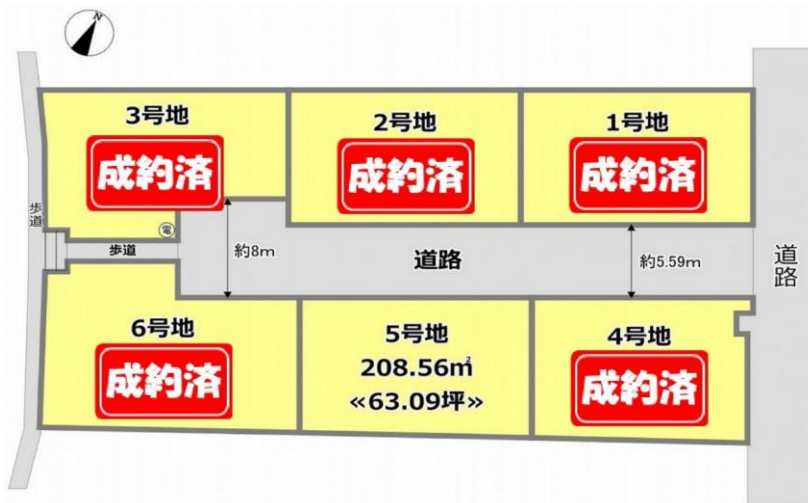 N
3号地
成約済
2号地
成約済
1号地
成約済
歩道
電
歩道
約8m
道路
約5.59m
道路
6号地
成約済
5号地
208.56㎡
≪63.09坪≫
4号地
成約済